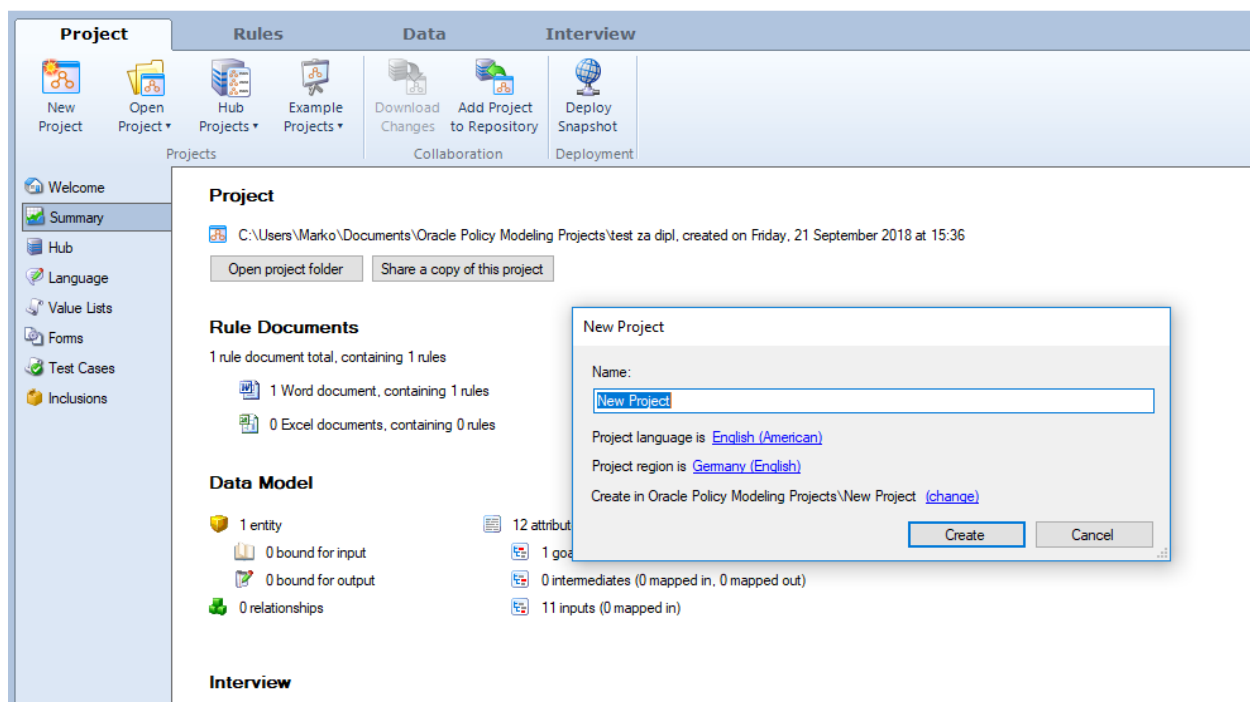 Project Rules Data Interview
New Project
Open Project
Hub Projects
Example Projects
Download Changes
Add Project to Repository
Deploy Snapshot
Projects Collaboration Deployment
Welcome
Summary
Hub
Language
Value Lists
Forms
Test Cases
Inclusions
Project
C:\Users\Marko\Documents\Oracle Policy Modeling Projects\test za dipl, created on Friday, 21 September 2018 at 15:36
Open project folder Share a copy of this project
Rule Documents
1 rule document total, containing 1 rules
1 Word document, containing 1 rules
0 Excel documents, containing 0 rules
Data Model
1 entity 12 attribut
0 bound for input 1 goa
0 bound for output 0 intermediates (0 mapped in, 0 mapped out)
0 relationships 11 inputs (0 mapped in)
Interview
New Project
Name:
New Project
Project language is English (American)
Project region is Germany (English)
Create in Oracle Policy Modeling Projects\New Project (change)
Create Cancel